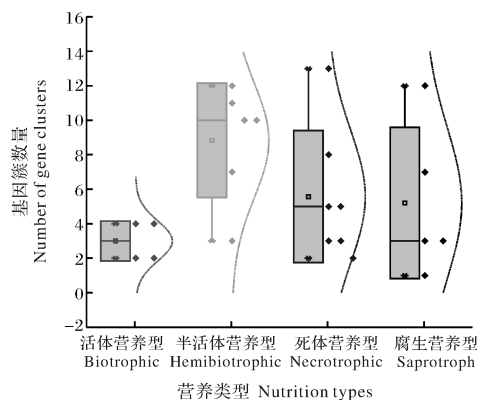 16
14
12
10
8
6
4
2
0
−2
基因簇数量
Number of gene clusters
活体营养型 半活体营养型 死体营养型 腐生营养型
Biotrophic Hemibiotrophic Necrotrophic Saprotroph
营养类型 Nutrition types